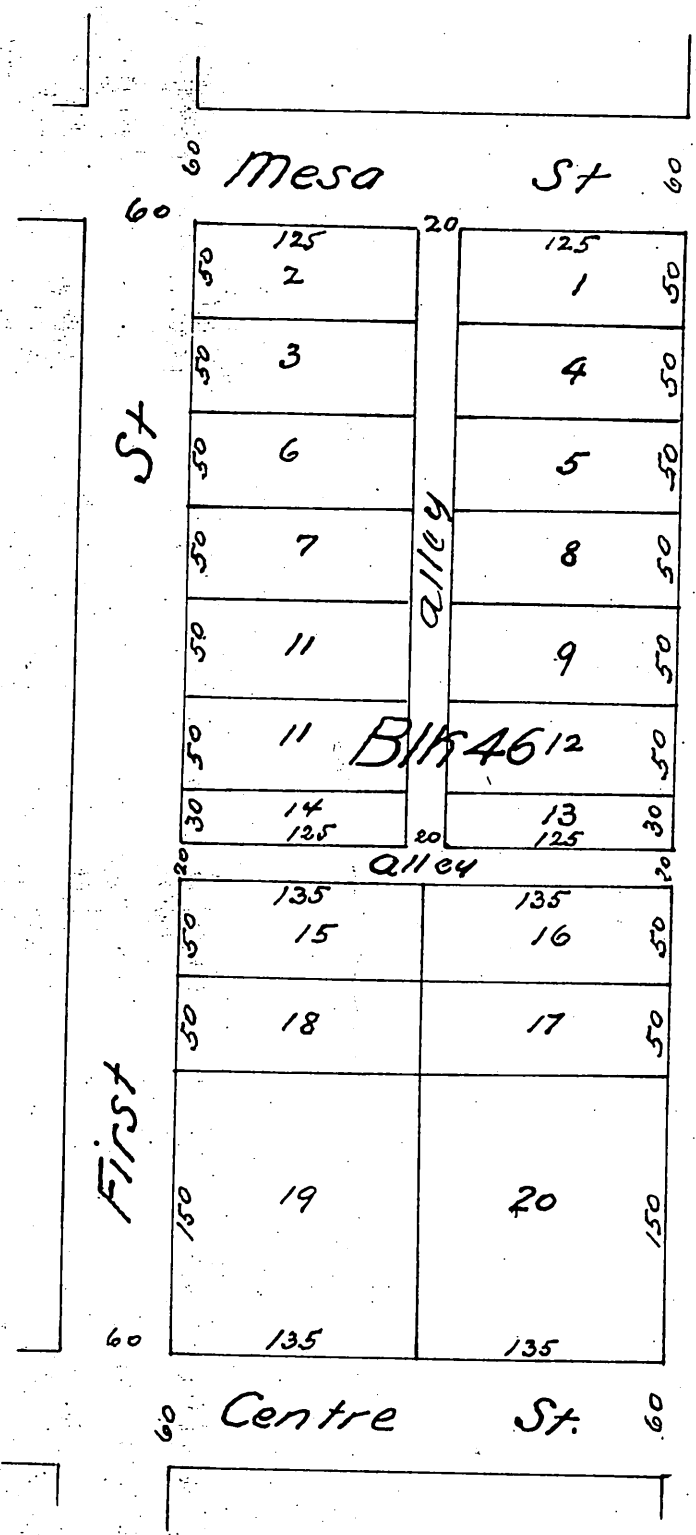 60 Mesa St 60
60 20
125 125
50 2 1 50
50 3 4 50
St
50 6 5 50
alley
50 7 8 50
50 11 9 50
50 11 Blk 46 12 50
30 14 13 30
125 20 125
20 alley 20
135 135
50 15 16 50
50 18 17 50
First
150 19 20 150
60 135 135
60 Centre St. 60